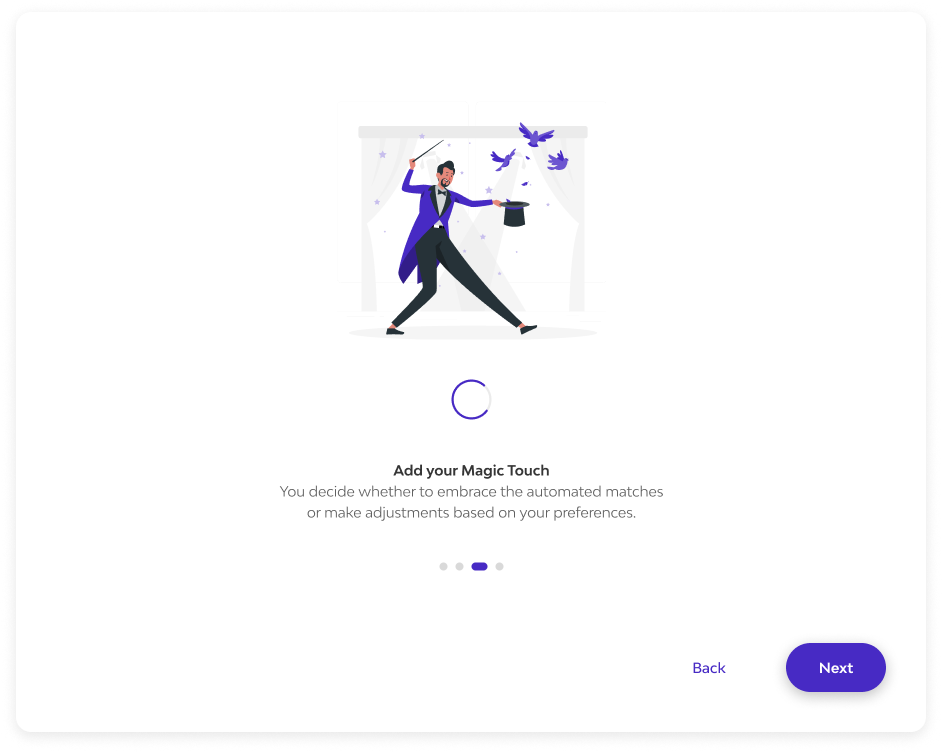 Add your Magic Touch
You decide whether to embrace the automated matches
or make adjustments based on your preferences.
Back
Next